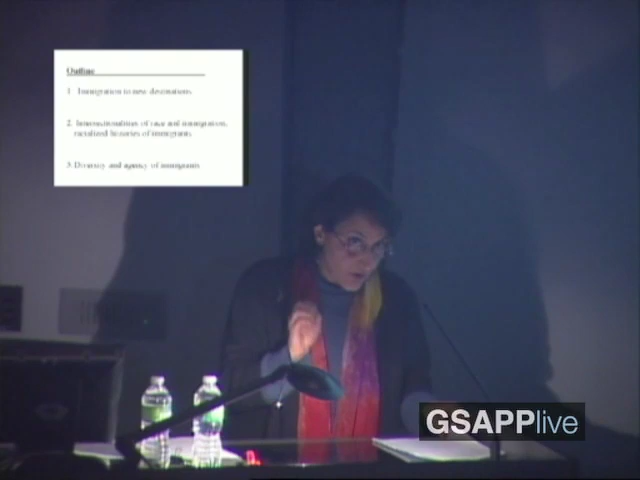 Outline
1. Immigration to new destinations
2. Intersectionalities of race and immigration,
racialized histories of immigrants
3. Diversity and agency of immigrants
GSAPPlive